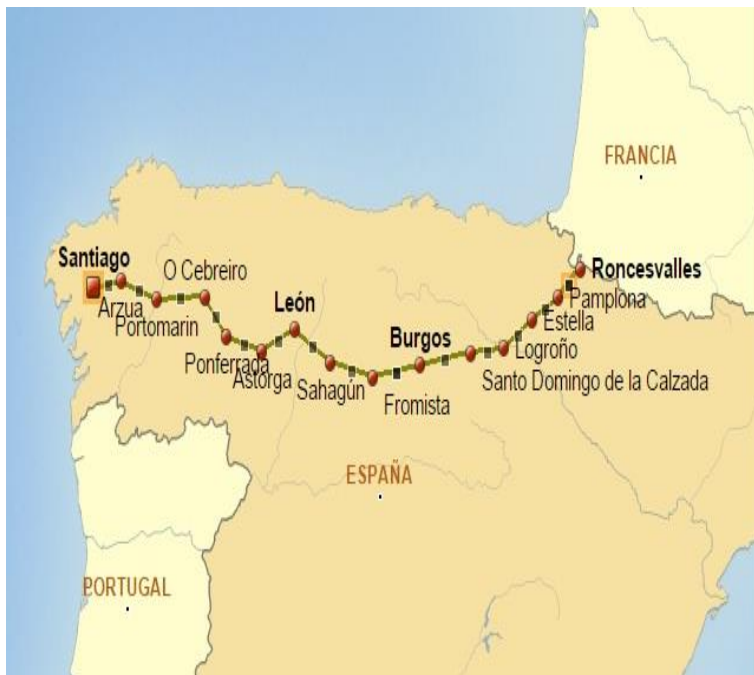 FRANCIA
Santiago
O Cebreiro
Roncesvalles
Arzua
Pamplona
León
Portomarin
Estella
Burgos
Logroño
Ponferrada
Astorga
Sahagún
Santo Domingo de la Calzada
Fromista
ESPAÑA
PORTUGAL